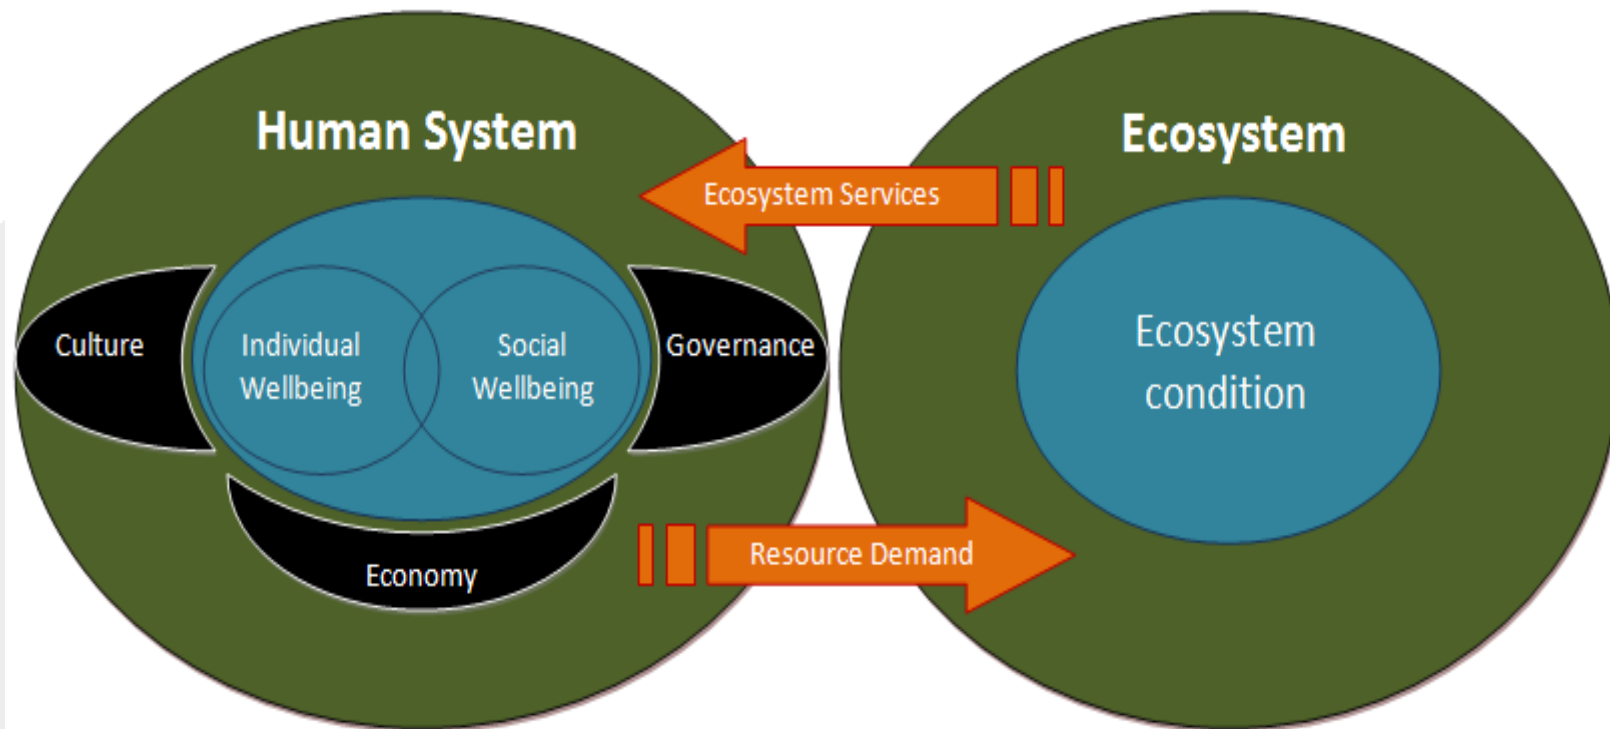 Human System
Ecosystem
Ecosystem Services
Culture
Individual
Wellbeing
Social
Wellbeing
Governance
Ecosystem
condition
Economy
Resource Demand